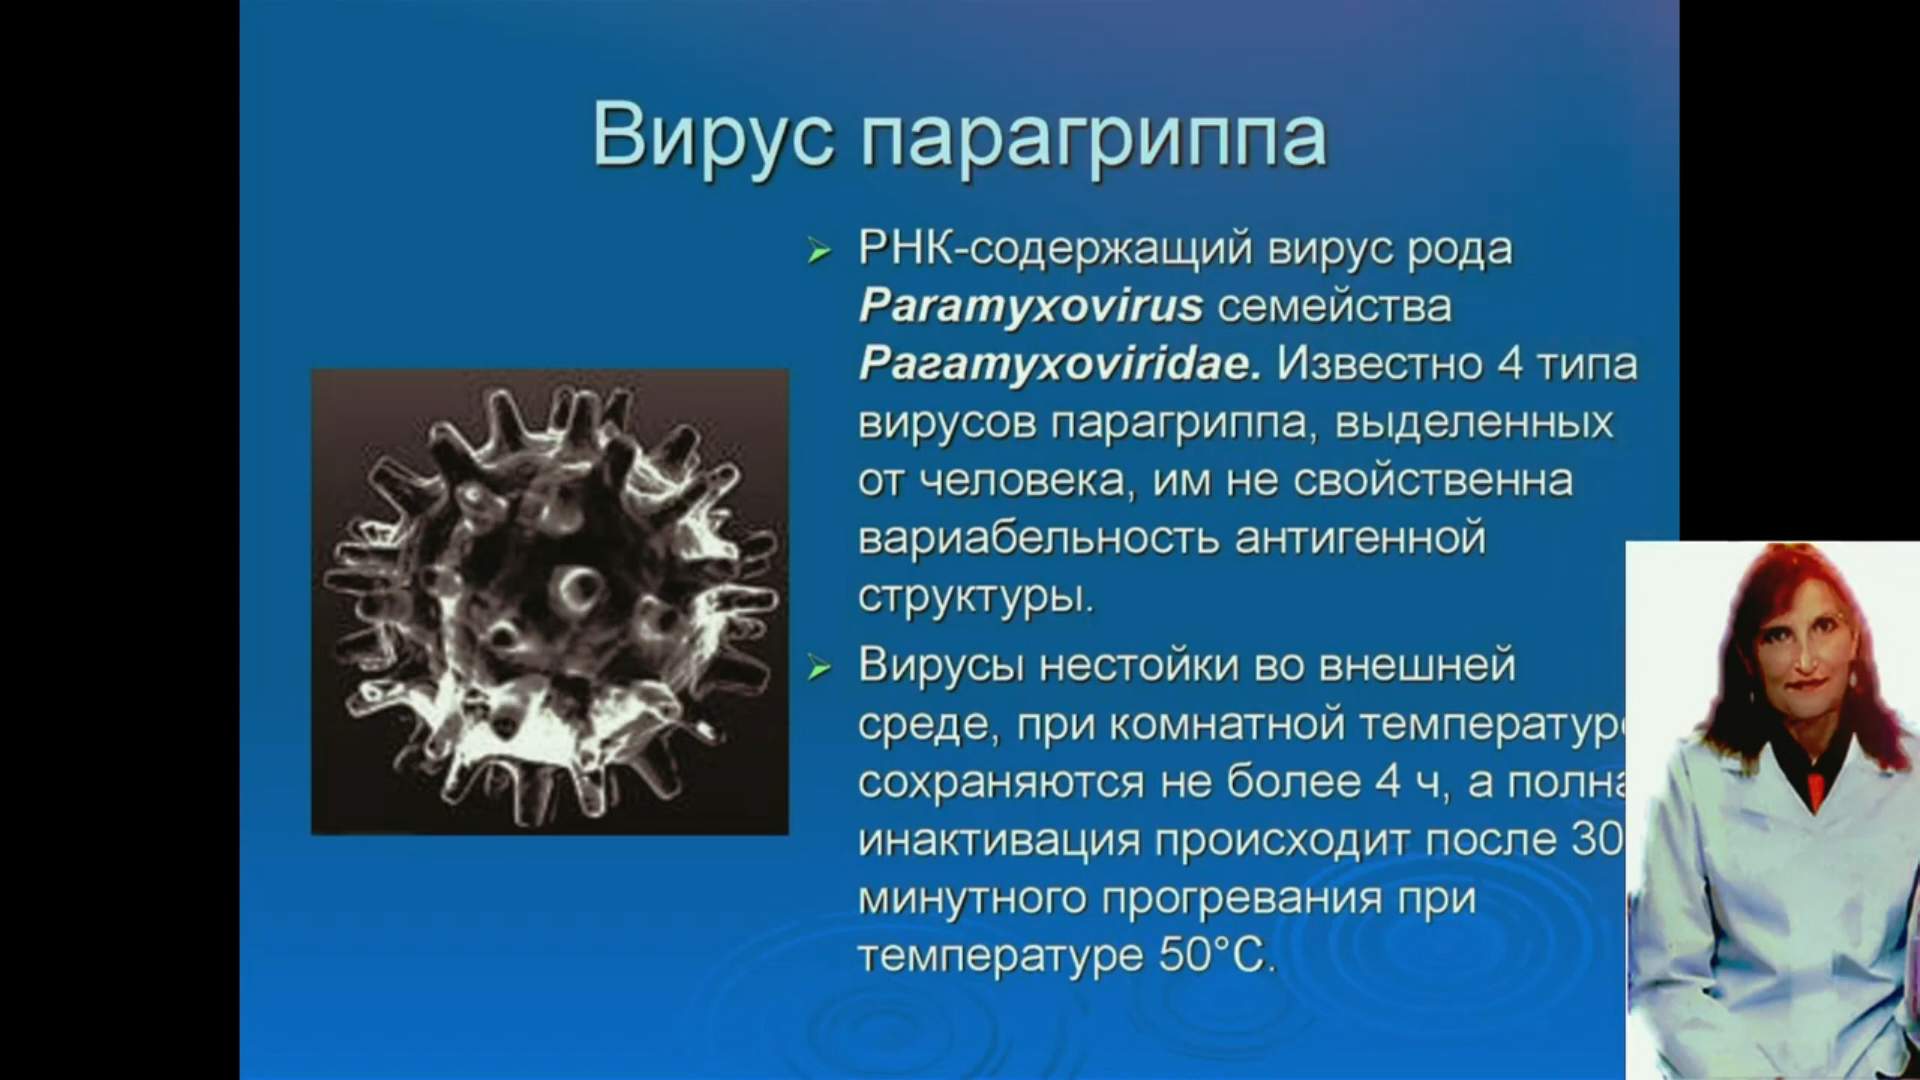 Вирус парагриппа
РНК-содержащий вирус рода
Paramyxovirus семейства
Рагаmyxoviridae. Известно 4 типа
вирусов парагриппа, выделенных
от человека, им не свойственна
вариабельность антигенной
структуры.
Вирусы нестойки во внешней
среде, при комнатной
сохраняются не более 4 ч, а
инактивация происходит после 30
минутного прогревания при
температуре 50°С.